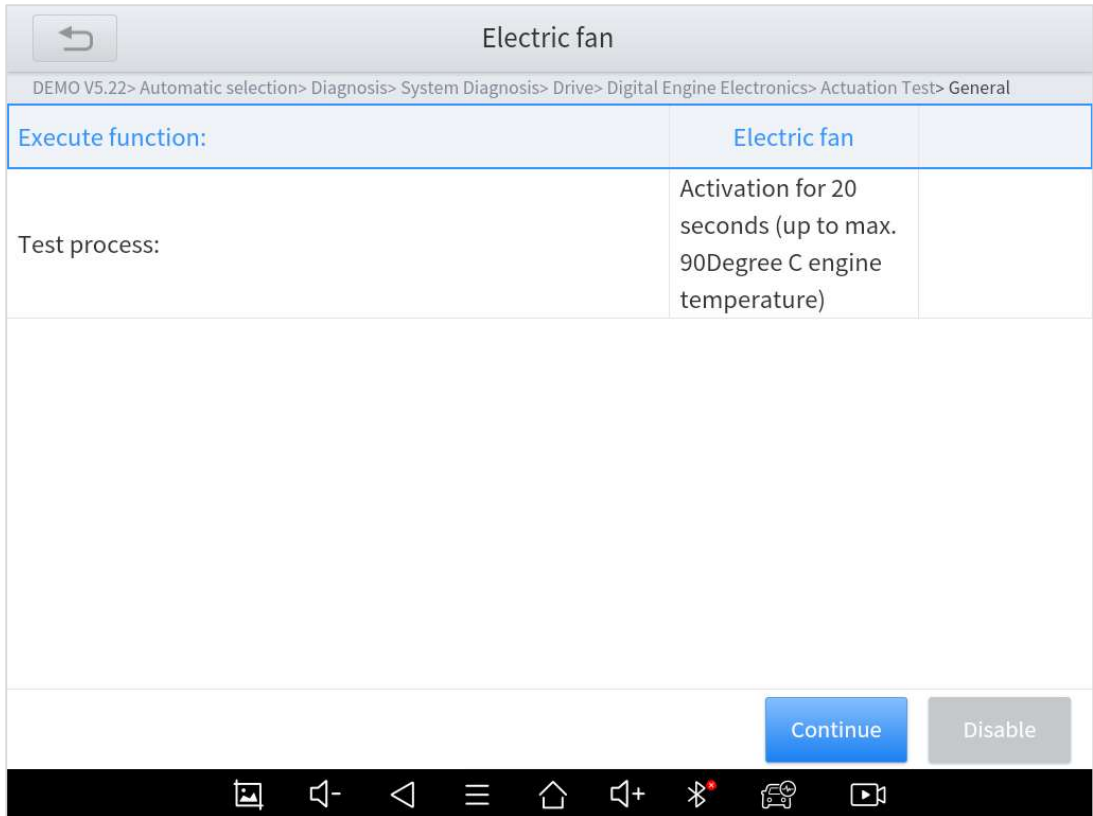 Electric fan
DEMO V5.22> Automatic selection> Diagnosis> System Diagnosis> Drive> Digital Engine Electronics> Actuation Test> General
Execute function:
Electric fan
Test process:
Activation for 20
seconds (up to max.
90Degree C engine
temperature)
Continue
Disable